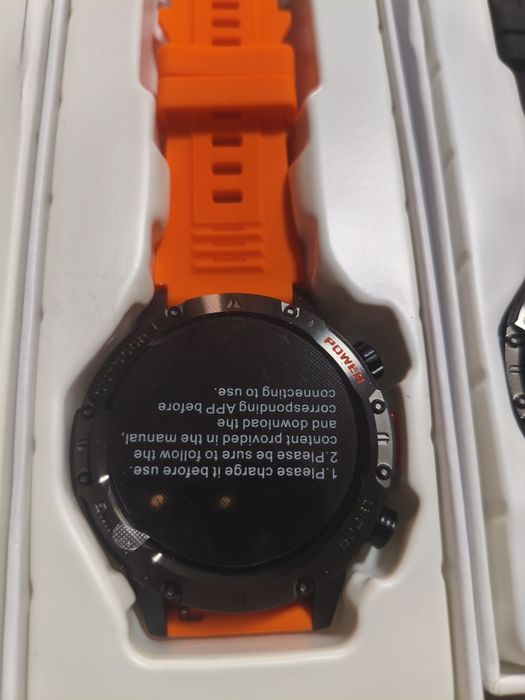 POWER
1.Please charge it before use.
2.Please be sure to follow the
content provided in the manual,
and download the
corresponding APP before
connecting to use.